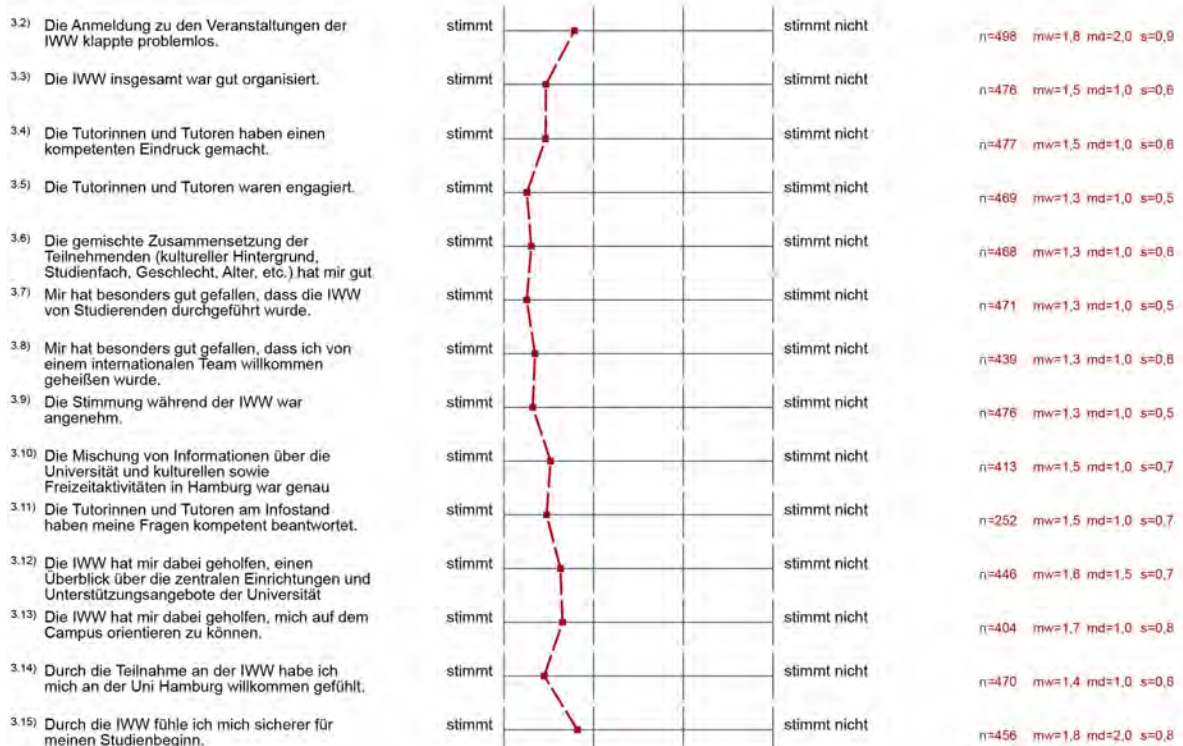 3.2) Die Anmeldung zu den Veranstaltungen der
IWW klappte problemlos.
stimmt stimmt nicht
n=498 mw=1,8 md=2,0 s=0,9
3.3) Die IWW insgesamt war gut organisiert.
stimmt stimmt nicht
n=476 mw=1,5 md=1,0 s=0,6
3.4) Die Tutorinnen und Tutoren haben einen
kompetenten Eindruck gemacht.
stimmt stimmt nicht
n=477 mw=1,5 md=1,0 s=0,6
3.5) Die Tutorinnen und Tutoren waren engagiert.
stimmt stimmt nicht
n=469 mw=1,3 md=1,0 s=0,5
3.6) Die gemischte Zusammensetzung der
Teilnehmenden (kultureller Hintergrund,
Studienfach, Geschlecht, Alter, etc.) hat mir gut
stimmt stimmt nicht
n=468 mw=1,3 md=1,0 s=0,6
3.7) Mir hat besonders gut gefallen, dass die IWW
von Studierenden durchgeführt wurde.
stimmt stimmt nicht
n=471 mw=1,3 md=1,0 s=0,5
3.8) Mir hat besonders gut gefallen, dass ich von
einem internationalen Team willkommen
geheißen wurde.
stimmt stimmt nicht
n=439 mw=1,3 md=1,0 s=0,6
3.9) Die Stimmung während der IWW war
angenehm.
stimmt stimmt nicht
n=476 mw=1,3 md=1,0 s=0,5
3.10) Die Mischung von Informationen über die
Universität und kulturellen sowie
Freizeitaktivitäten in Hamburg war genau
stimmt stimmt nicht
n=413 mw=1,5 md=1,0 s=0,7
3.11) Die Tutorinnen und Tutoren am Infostand
haben meine Fragen kompetent beantwortet.
stimmt stimmt nicht
n=252 mw=1,5 md=1,0 s=0,7
3.12) Die IWW hat mir dabei geholfen, einen
Überblick über die zentralen Einrichtungen und
Unterstützungsangebote der Universität
stimmt stimmt nicht
n=446 mw=1,6 md=1,5 s=0,7
3.13) Die IWW hat mir dabei geholfen, mich auf dem
Campus orientieren zu können.
stimmt stimmt nicht
n=404 mw=1,7 md=1,0 s=0,8
3.14) Durch die Teilnahme an der IWW habe ich
mich an der Uni Hamburg willkommen gefühlt.
stimmt stimmt nicht
n=470 mw=1,4 md=1,0 s=0,6
3.15) Durch die IWW fühle ich mich sicherer für
meinen Studienbeginn.
stimmt stimmt nicht
n=456 mw=1,8 md=2,0 s=0,8